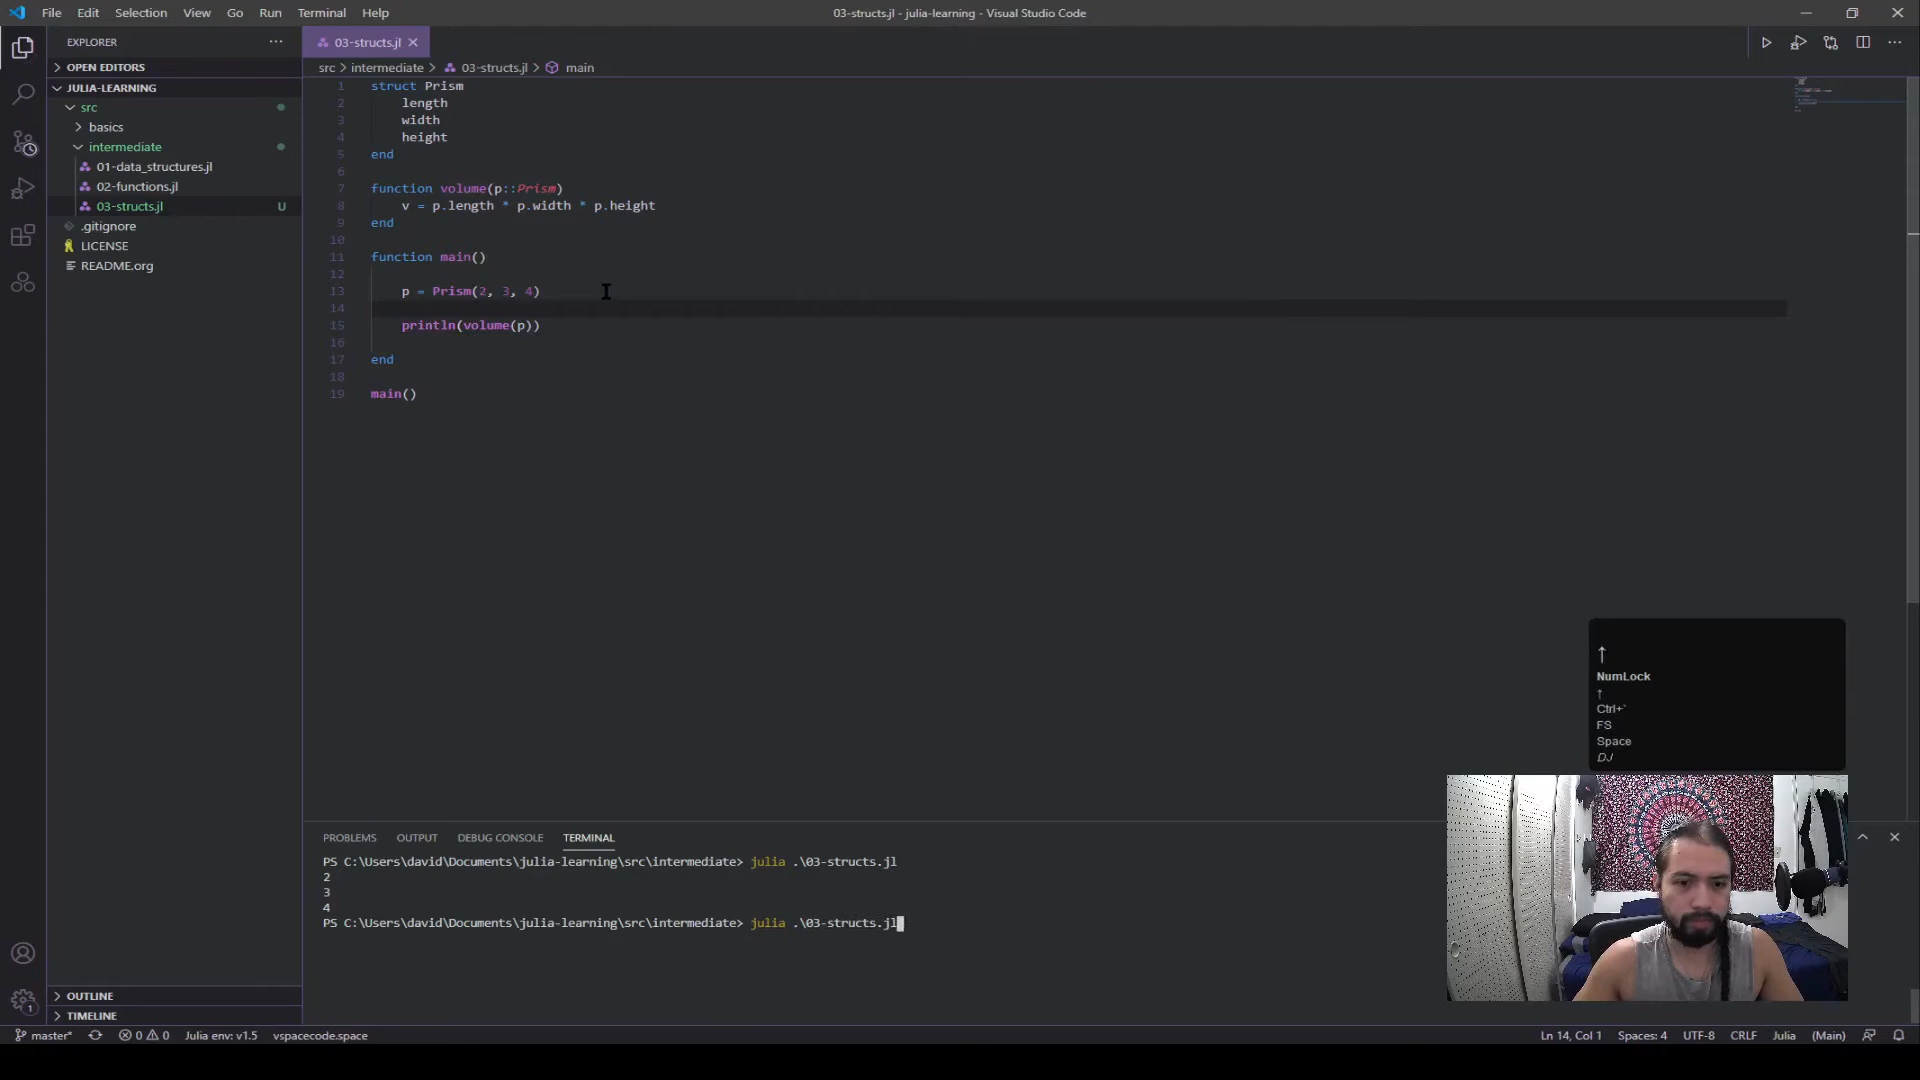 File Edit Selection View Go Run Terminal Help
03-structs.jl - julia-learning - Visual Studio Code
EXPLORER
OPEN EDITORS
JULIA-LEARNING
src
basics
intermediate
01-data_structures.jl
02-functions.jl
03-structs.jl U
.gitignore
LICENSE
README.org
OUTLINE
TIMELINE
03-structs.jl
src > intermediate > 03-structs.jl > main
1 struct Prism
2 length
3 width
4 height
5 end
6
7 function volume(p::Prism)
8 v = p.length * p.width * p.height
9 end
10
11 function main()
12
13 p = Prism(2, 3, 4)
14
15 println(volume(p))
16
17 end
18
19 main()
↑
NumLock
↑
Ctrl+`
FS
Space
DJ
PROBLEMS OUTPUT DEBUG CONSOLE TERMINAL
PS C:\Users\david\Documents\julia-learning\src\intermediate> julia .\03-structs.jl
2
3
4
PS C:\Users\david\Documents\julia-learning\src\intermediate> julia .\03-structs.jl
1
master* 0 0 Julia env: v1.5 vspacecode.space
Ln 14, Col 1 Spaces: 4 UTF-8 CRLF Julia (Main)